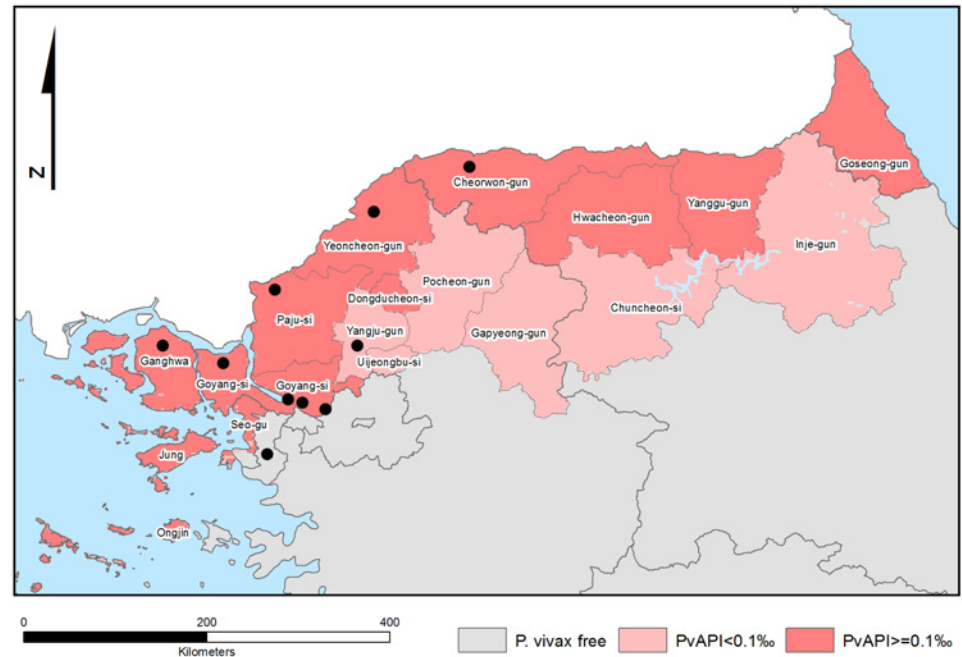 N
Goseong-gun
Cheorwon-gun
Yanggu-gun
Hwacheon-gun
Inje-gun
Yeoncheon-gun
Pocheon-gun
Dongducheon-si
Chuncheon-si
Paju-si
Yangju-gun
Gapyeong-gun
Ganghwa
Uijeongbu-si
Goyang-si
Goyang-si
Seo-gu
Jung
Ongjin
0 200 400
Kilometers
P. vivax free
PvAPI<0.1‰
PvAPI>=0.1‰